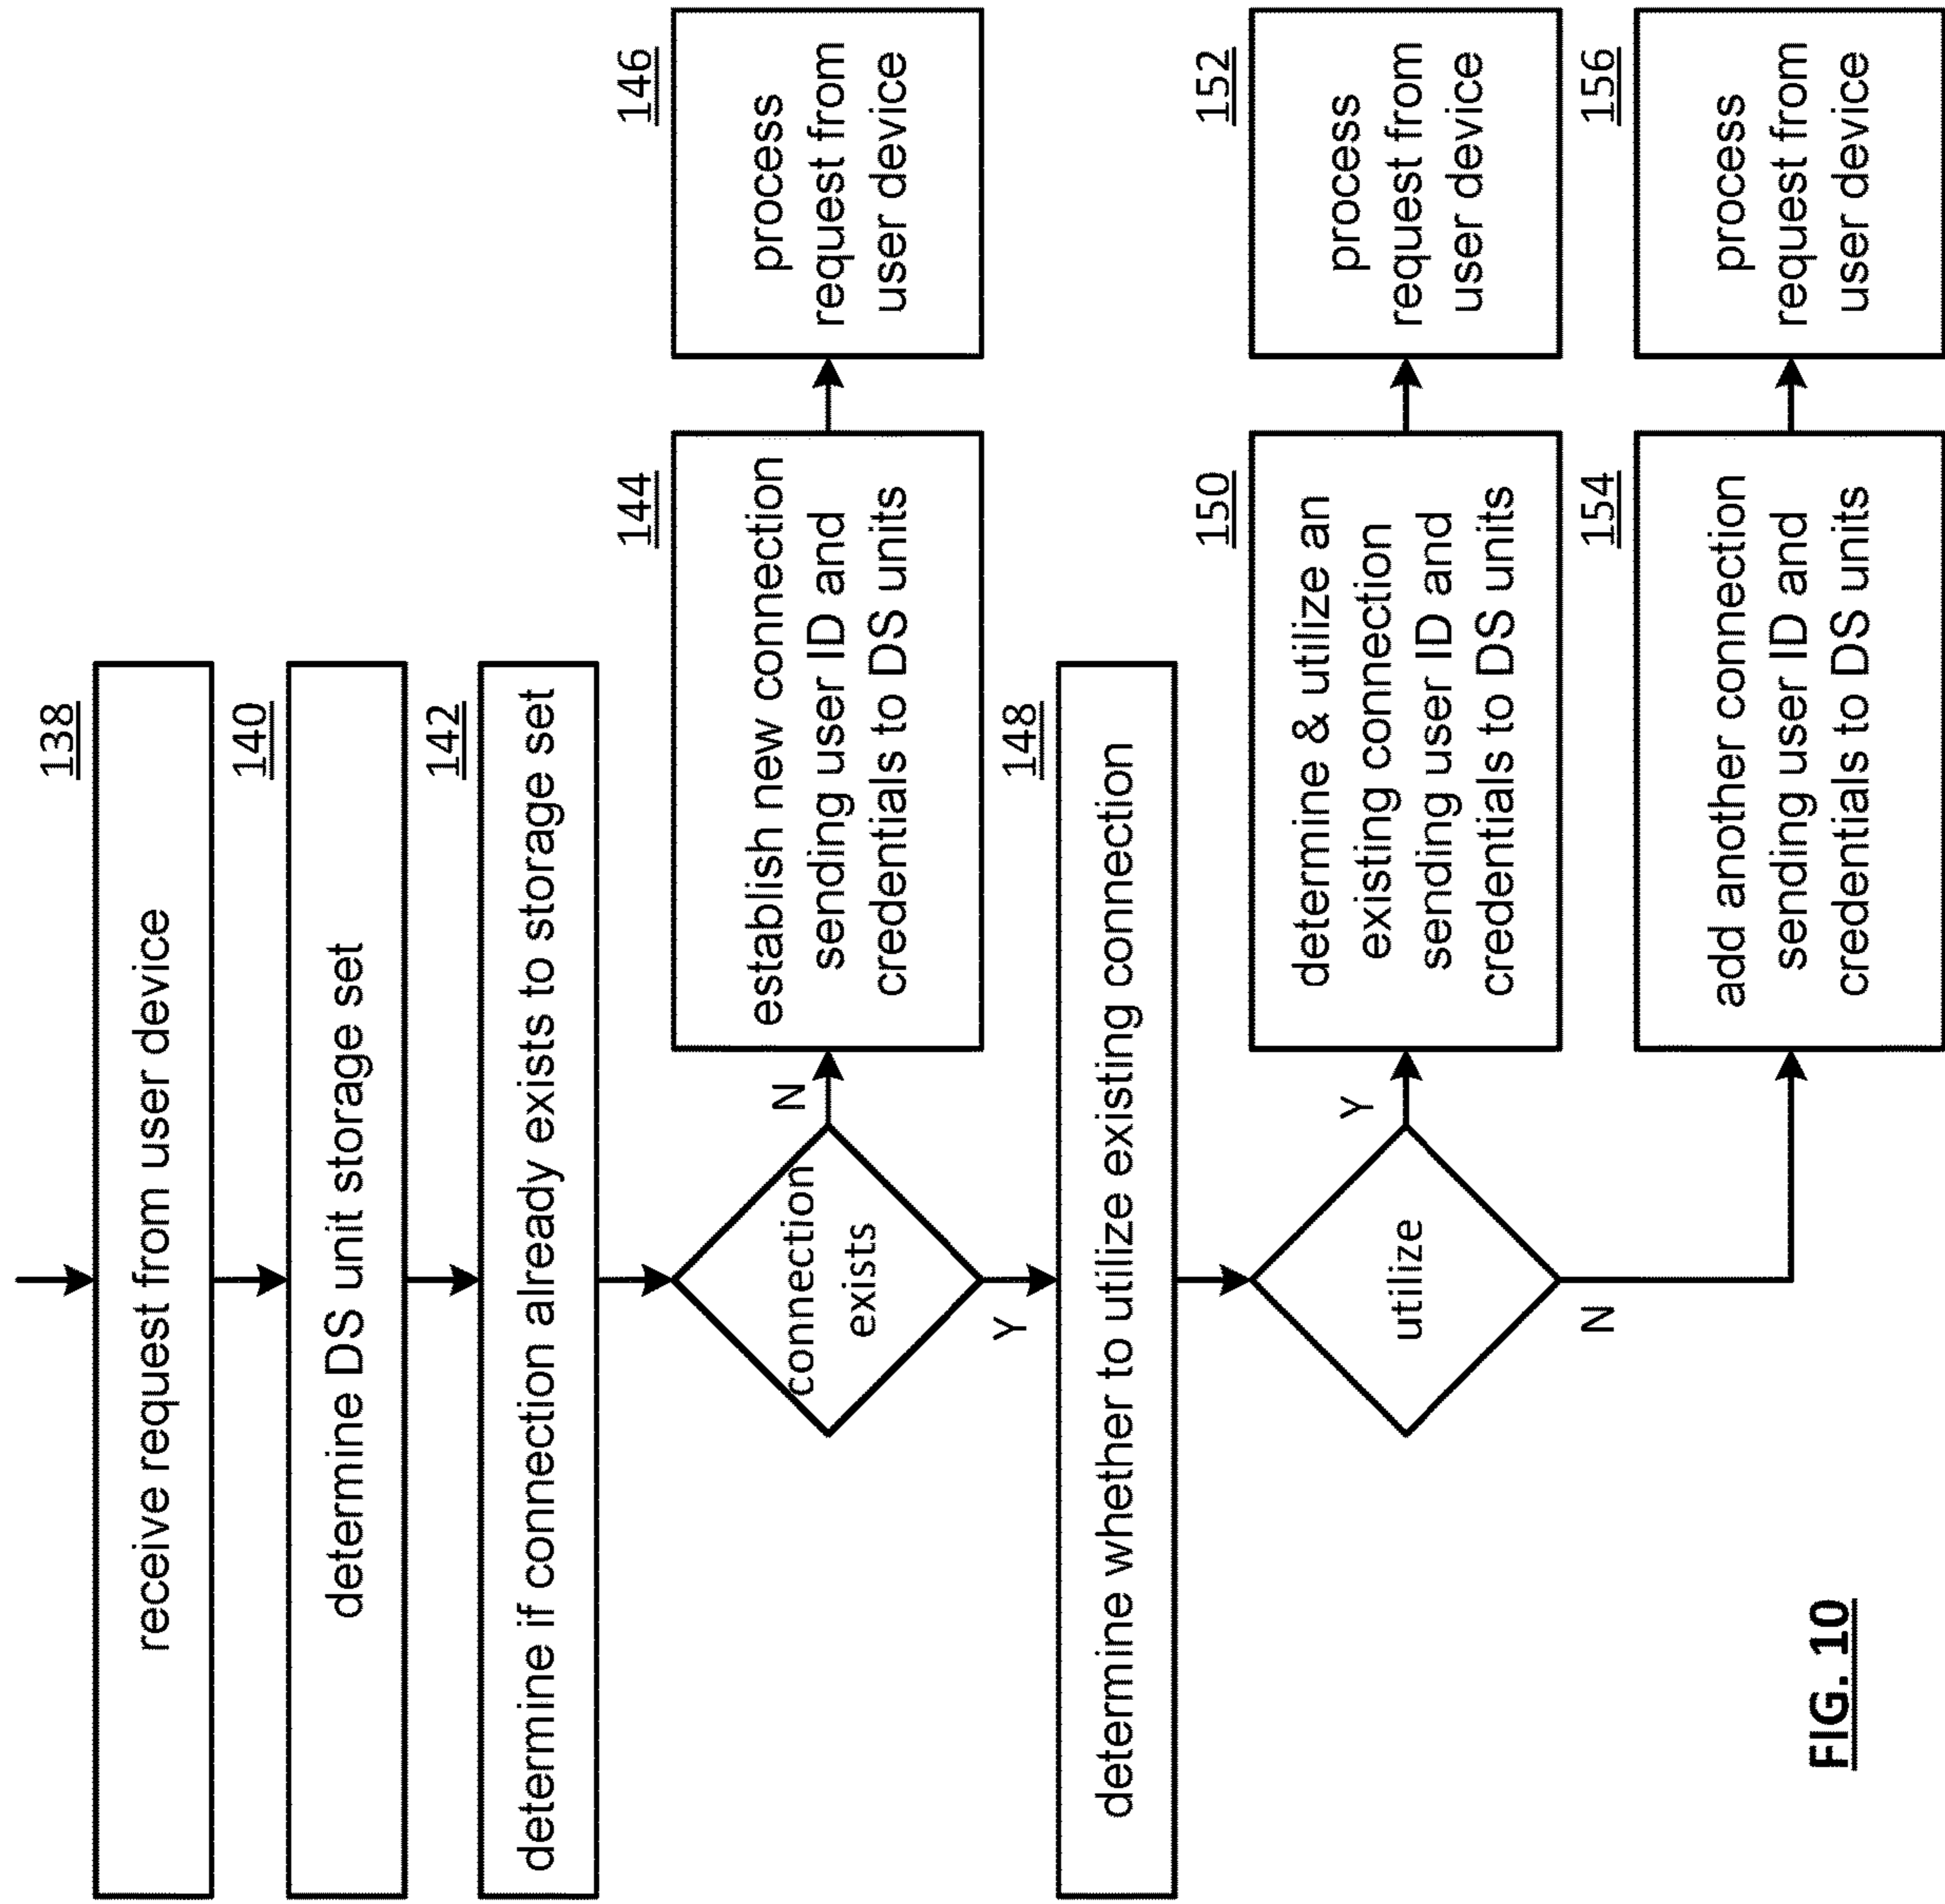 138
receive request from user device
140
determine DS unit storage set
142
determine if connection already exists to storage set
connection
exists
N
144
establish new connection
sending user ID and
credentials to DS units
146
process
request from
user device
Y
148
determine whether to utilize existing connection
utilize
Y
150
determine & utilize an
existing connection
sending user ID and
credentials to DS units
152
process
request from
user device
N
154
add another connection
sending user ID and
credentials to DS units
156
process
request from
user device
FIG. 10